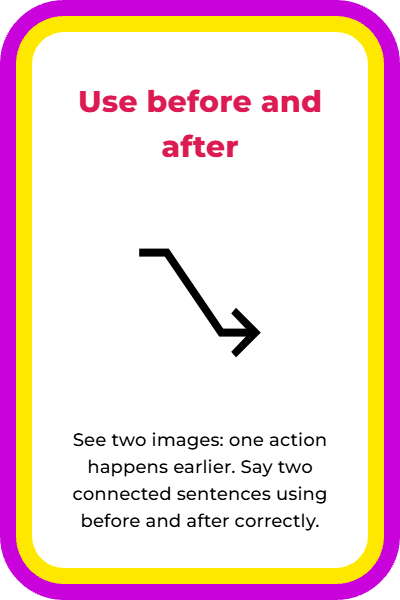 Use before and
after
See two images: one action
happens earlier. Say two
connected sentences using
before and after correctly.